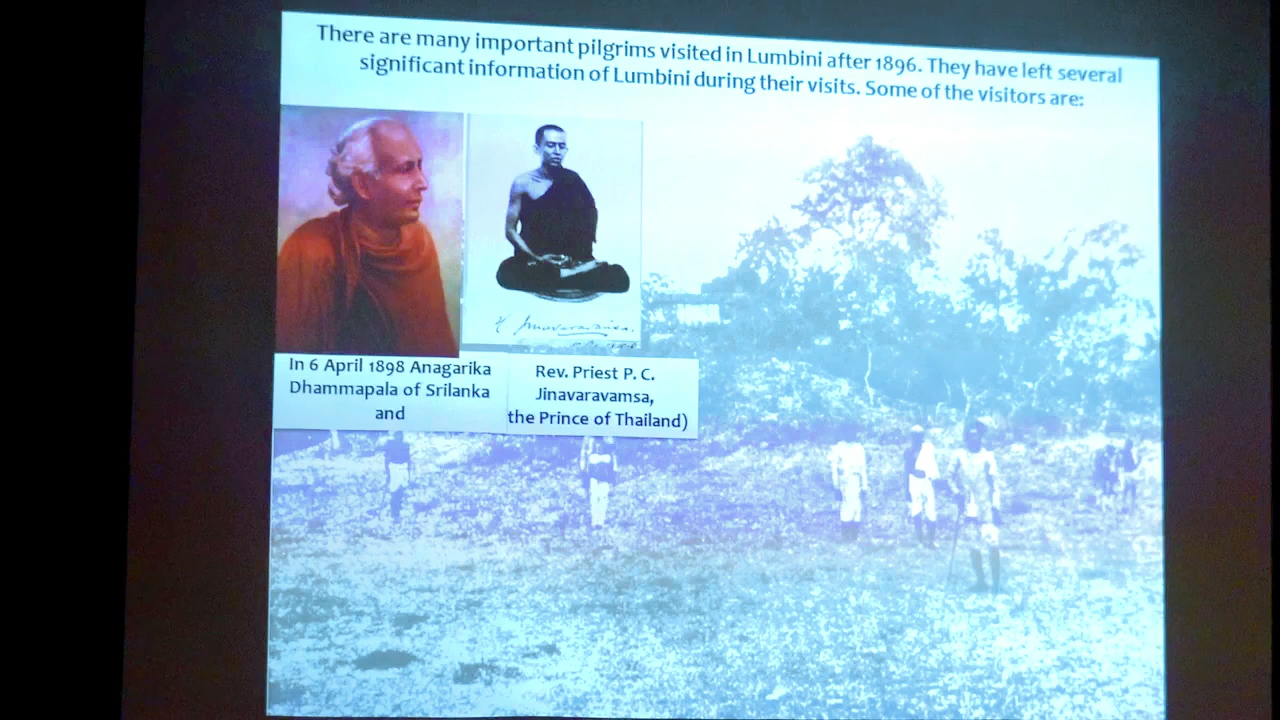 There are many important pilgrims visited in Lumbini after 1896. They have left several
significant information of Lumbini during their visits. Some of the visitors are:
In 6 April 1898 Anagarika
Dhammapala of Srilanka
and
Rev. Priest P. C.
Jinavaravamsa,
the Prince of Thailand)